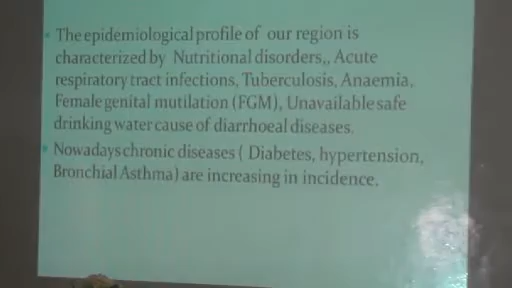 • The epidemiological profile of our region is
characterized by Nutritional disorders,, Acute
respiratory tract infections, Tuberculosis, Anaemia,
Female genital mutilation (FGM), Unavailable safe
drinking water cause of diarrhoeal diseases.
• Nowadays chronic diseases ( Diabetes, hypertension,
Bronchial Asthma) are increasing in incidence.